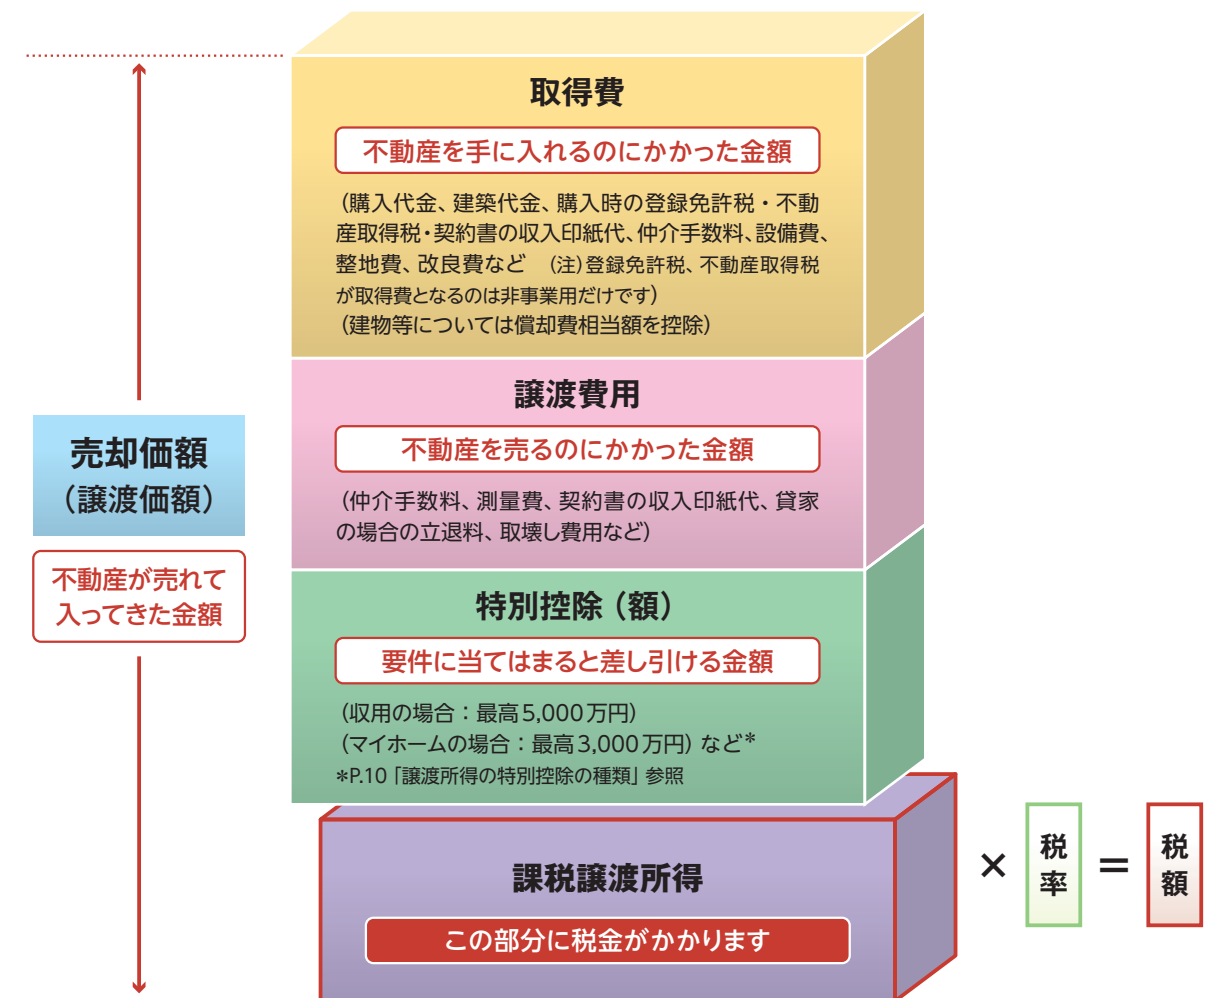 取得費
不動産を手に入れるのにかかった金額
（購入代金、建築代金、購入時の登録免許税・不動
産取得税・契約書の収入印紙代、仲介手数料、設備費、
整地費、改良費など　（注）登録免許税、不動産取得税
が取得費となるのは非事業用だけです）
（建物等については償却費相当額を控除）
譲渡費用
不動産を売るのにかかった金額
（仲介手数料、測量費、契約書の収入印紙代、貸家
の場合の立退料、取壊し費用など）
売却価額
（譲渡価額）
不動産が売れて
入ってきた金額
特別控除（額）
要件に当てはまると差し引ける金額
（収用の場合：最高5,000万円）
（マイホームの場合：最高3,000万円）など＊
＊P.10「譲渡所得の特別控除の種類」参照
課税譲渡所得
この部分に税金がかかります
×
税率
＝
税額